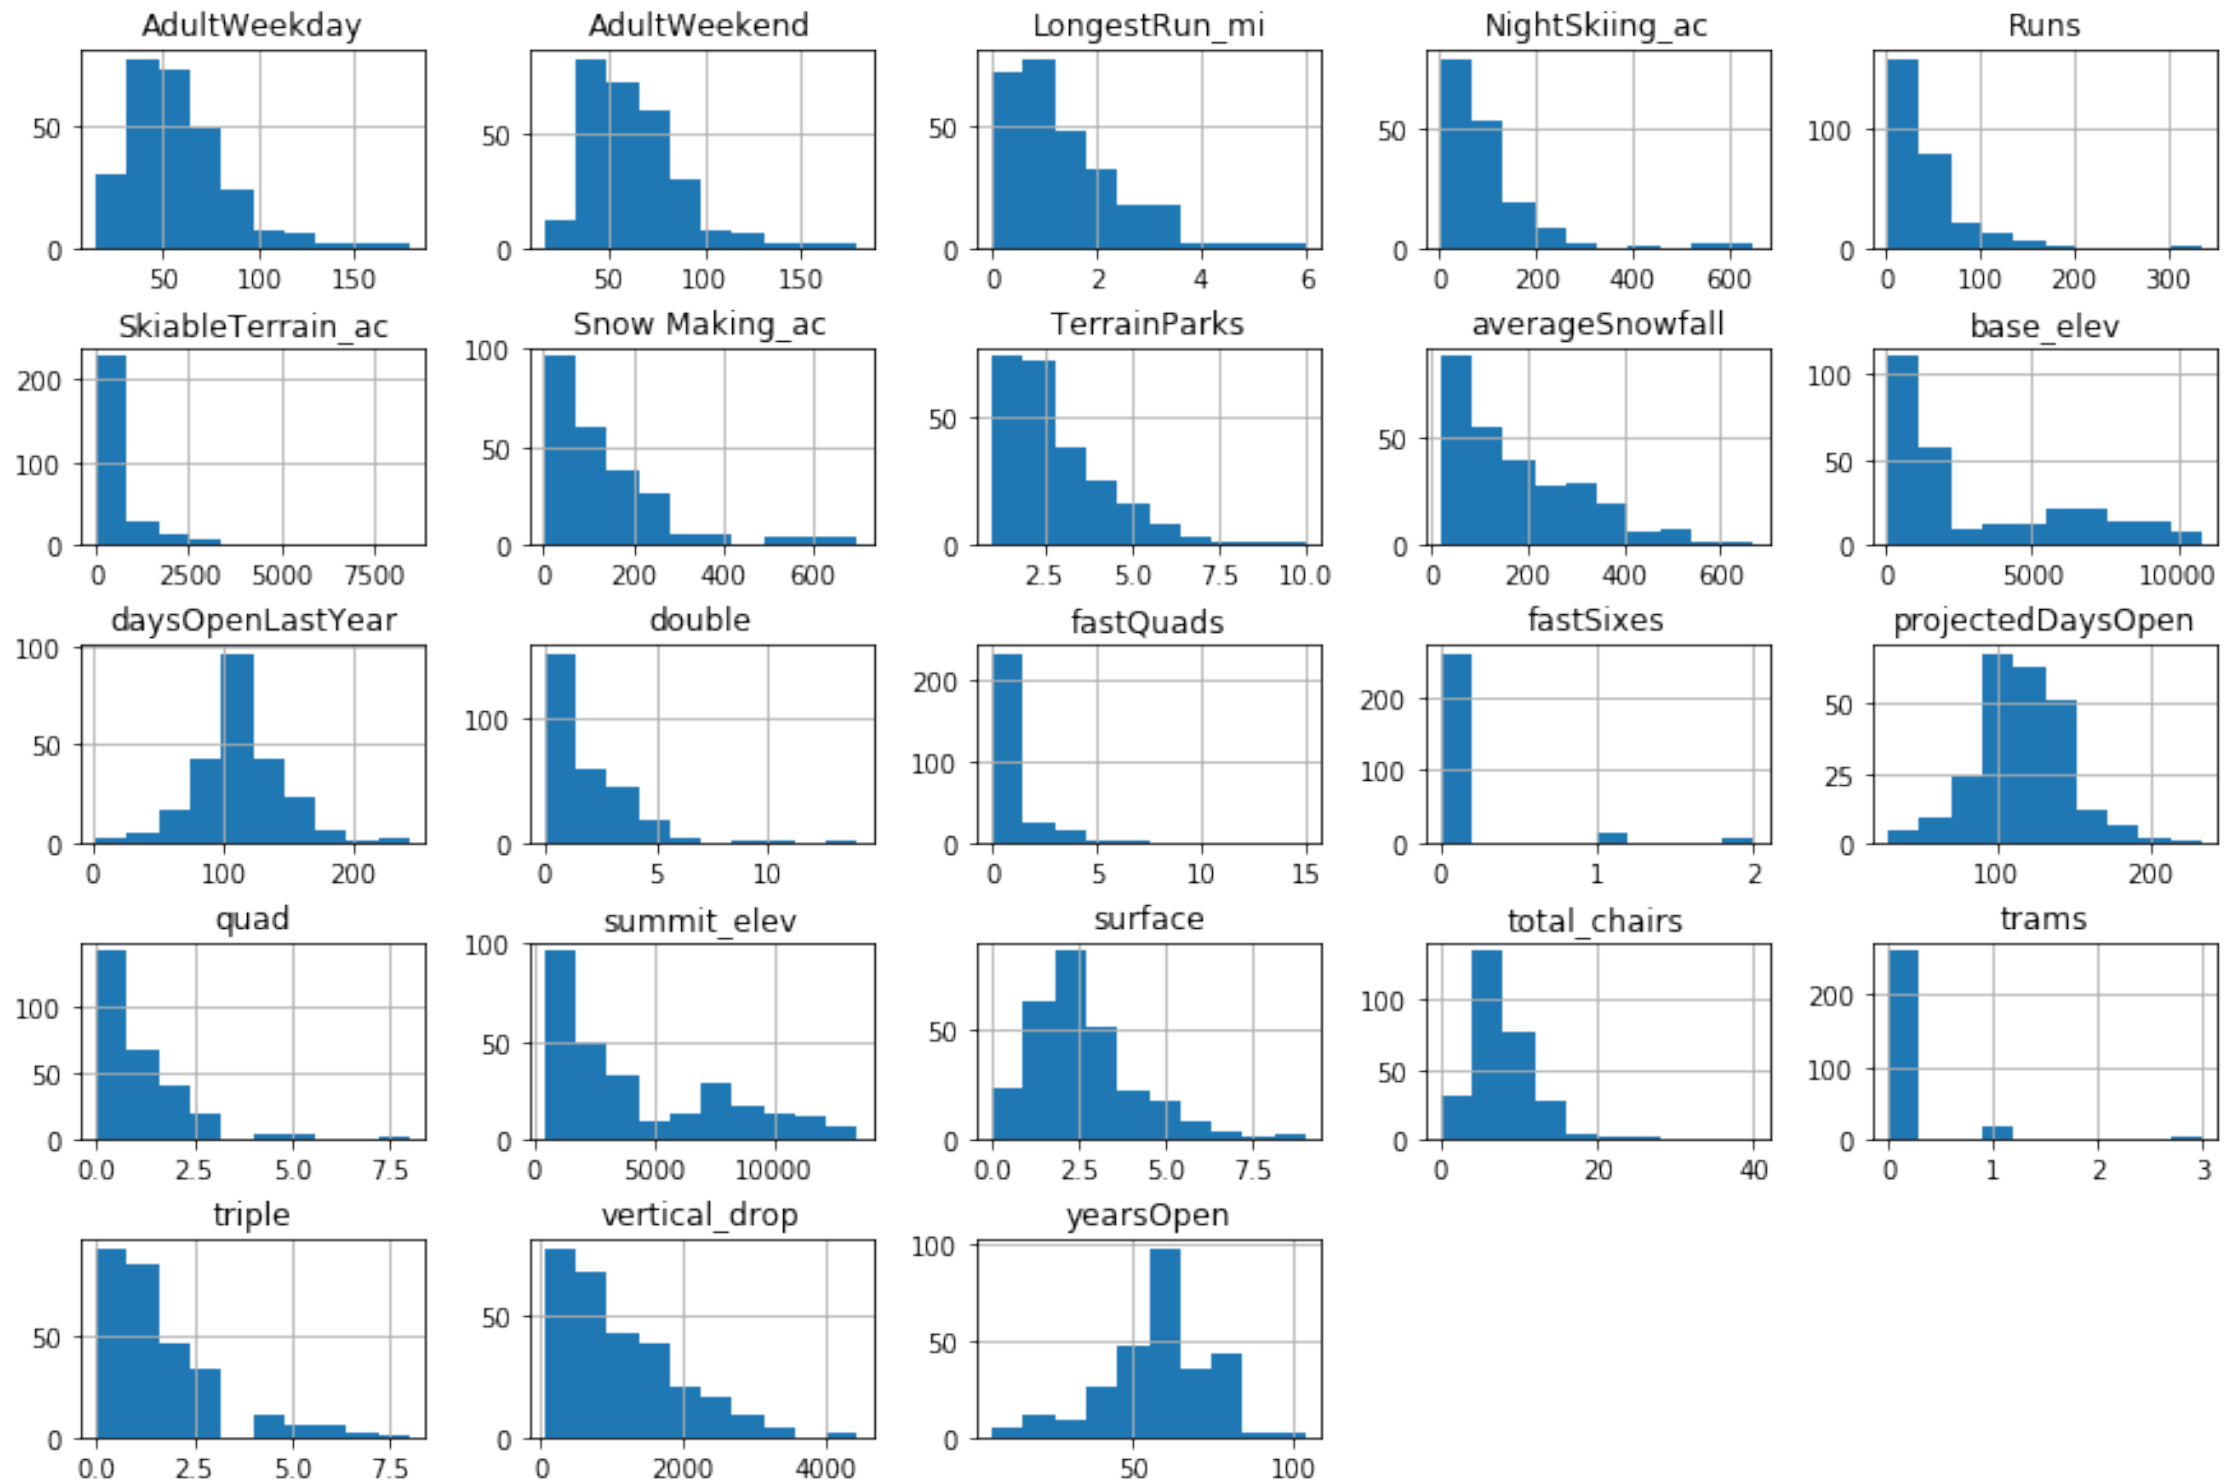 AdultWeekday AdultWeekend LongestRun_mi NightSkiing_ac Runs
50 50 50 50 100
0 0 0 0 0
50 100 150 50 100 150 0 2 4 6 0 200 400 600 0 100 200 300
SkiableTerrain_ac Snow Making_ac TerrainParks averageSnowfall base_elev
200 100 50 50 100
100 50 50
0 0 0 0 0
0 2500 5000 7500 0 200 400 600 2.5 5.0 7.5 10.0 0 200 400 600 0 5000 10000
daysOpenLastYear double fastQuads fastSixes projectedDaysOpen
100 100 200 200 50
50 100 100 25
0 0 0 0 0
0 100 200 0 5 10 0 5 10 15 0 1 2 100 200
quad summit_elev surface total_chairs trams
100 100 50 100 200
50 50 50 100
0 0 0 0 0
0.0 2.5 5.0 7.5 0 5000 10000 0.0 2.5 5.0 7.5 0 20 40 0 1 2 3
triple vertical_drop yearsOpen
50 50 100
50
0 0 0
0.0 2.5 5.0 7.5 0 2000 4000 50 100